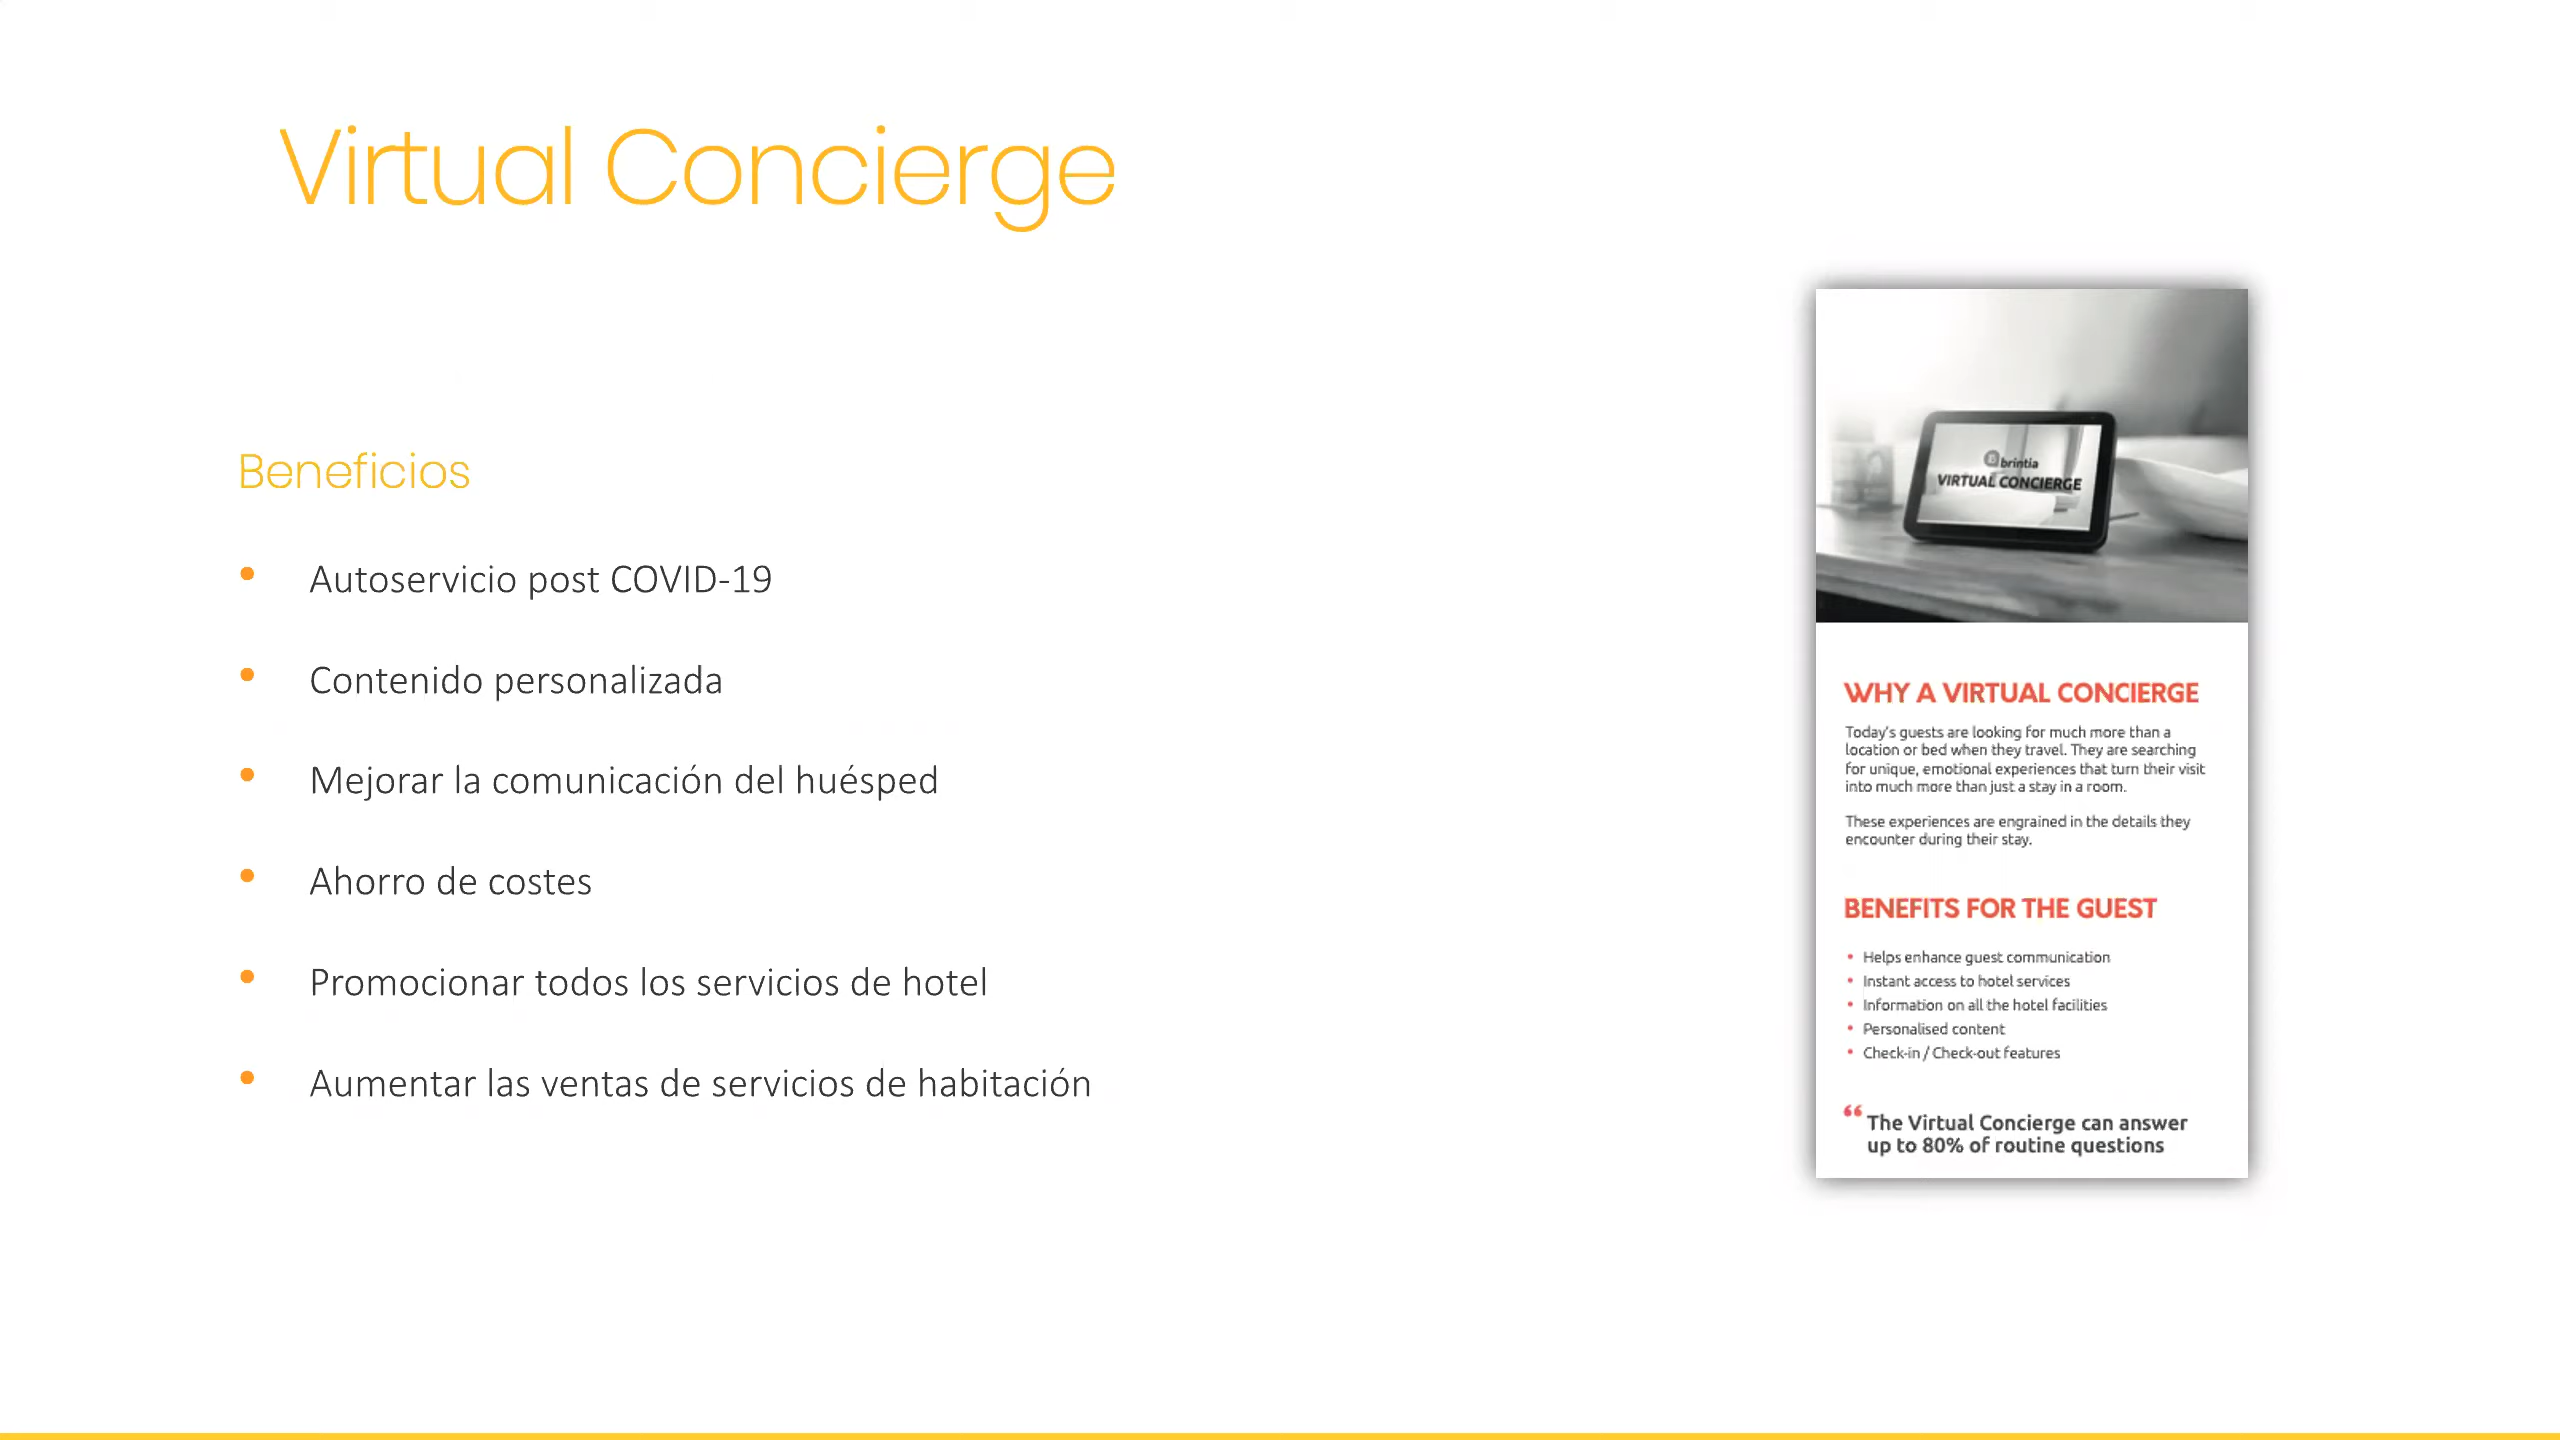 Virtual Concierge
Beneficios
• Autoservicio post COVID-19
• Contenido personalizada
• Mejorar la comunicación del huésped
• Ahorro de costes
• Promocionar todos los servicios de hotel
• Aumentar las ventas de servicios de habitación
brintia
VIRTUAL CONCIERGE
WHY A VIRTUAL CONCIERGE
Today's guests are looking for much more than a
location or bed when they travel. They are searching
for unique, emotional experiences that turn their visit
into much more than just a stay in a room.
These experiences are engrained in the details they
encounter during their stay.
BENEFITS FOR THE GUEST
• Helps enhance guest communication
• Instant access to hotel services
• Information on all the hotel facilities
• Personalised content
• Check-in / Check-out features
“ The Virtual Concierge can answer
up to 80% of routine questions